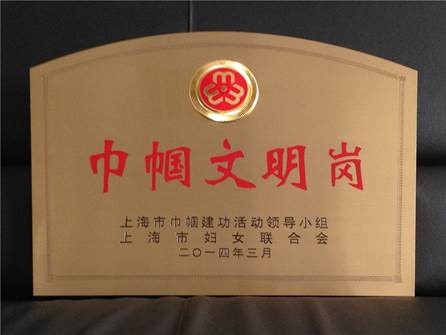 巾帼文明岗
上海市巾帼建功活动领导小组
上海市妇女联合会
二〇一四年三月